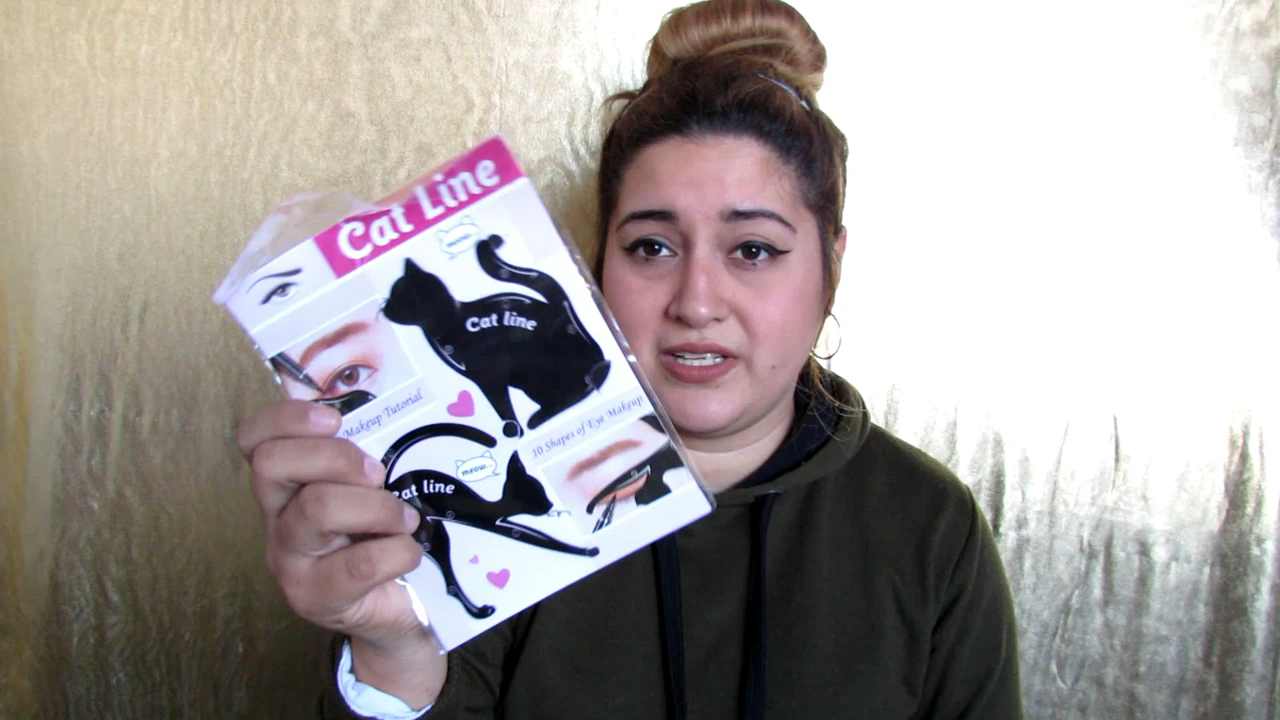 Cat Line
meow..
Cat line
Makeup Tutorial
10 Shapes of Eye Makeup
meow..
Cat line